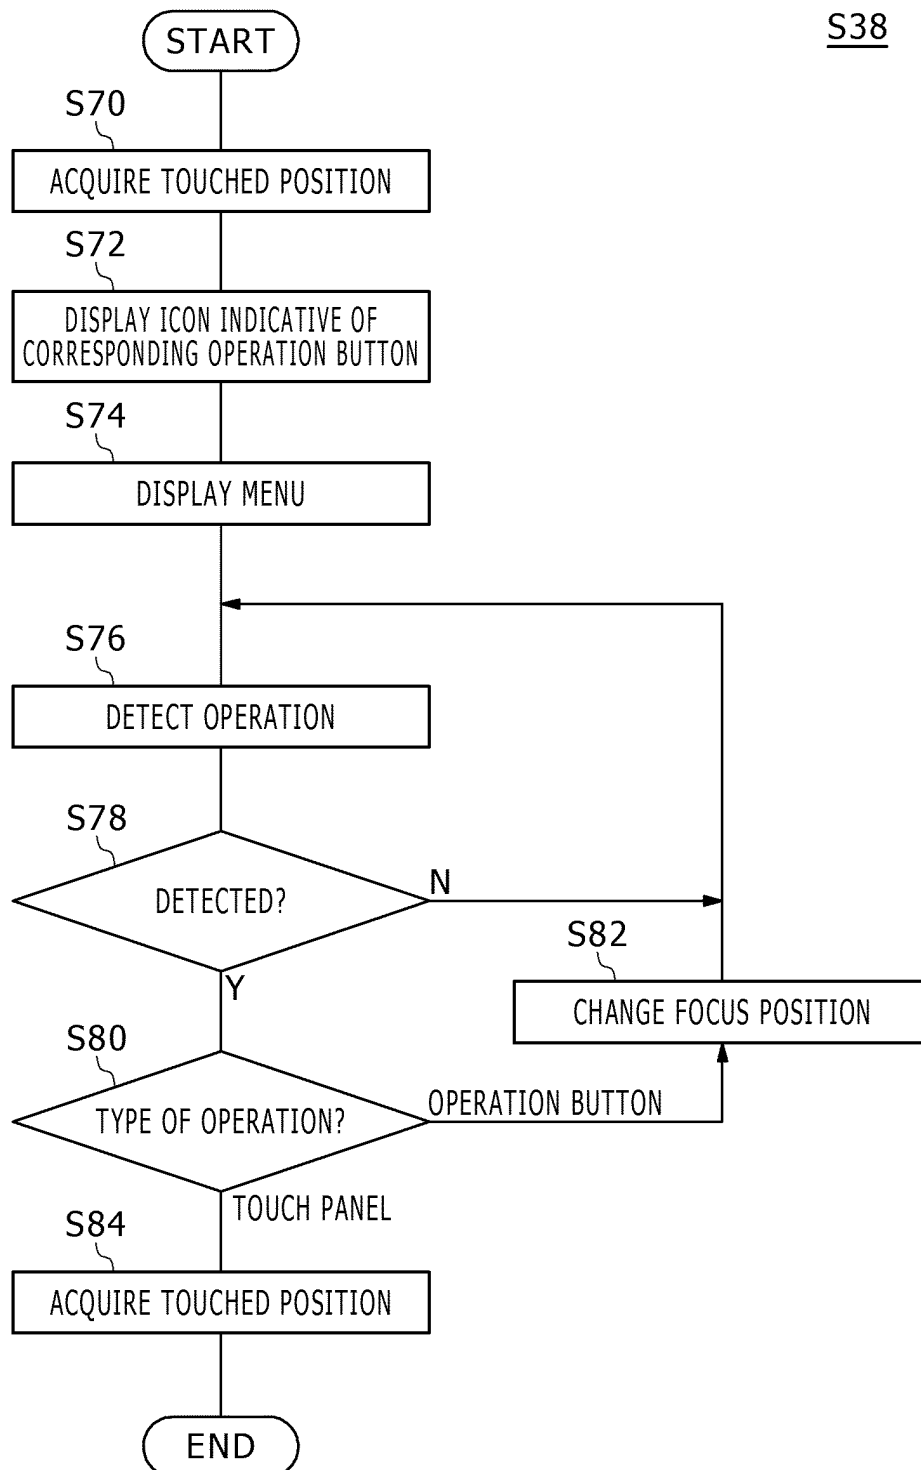 S38
START
S70
ACQUIRE TOUCHED POSITION
S72
DISPLAY ICON INDICATIVE OF
CORRESPONDING OPERATION BUTTON
S74
DISPLAY MENU
S76
DETECT OPERATION
S78
DETECTED?
N
Y
S82
CHANGE FOCUS POSITION
S80
TYPE OF OPERATION?
OPERATION BUTTON
TOUCH PANEL
S84
ACQUIRE TOUCHED POSITION
END